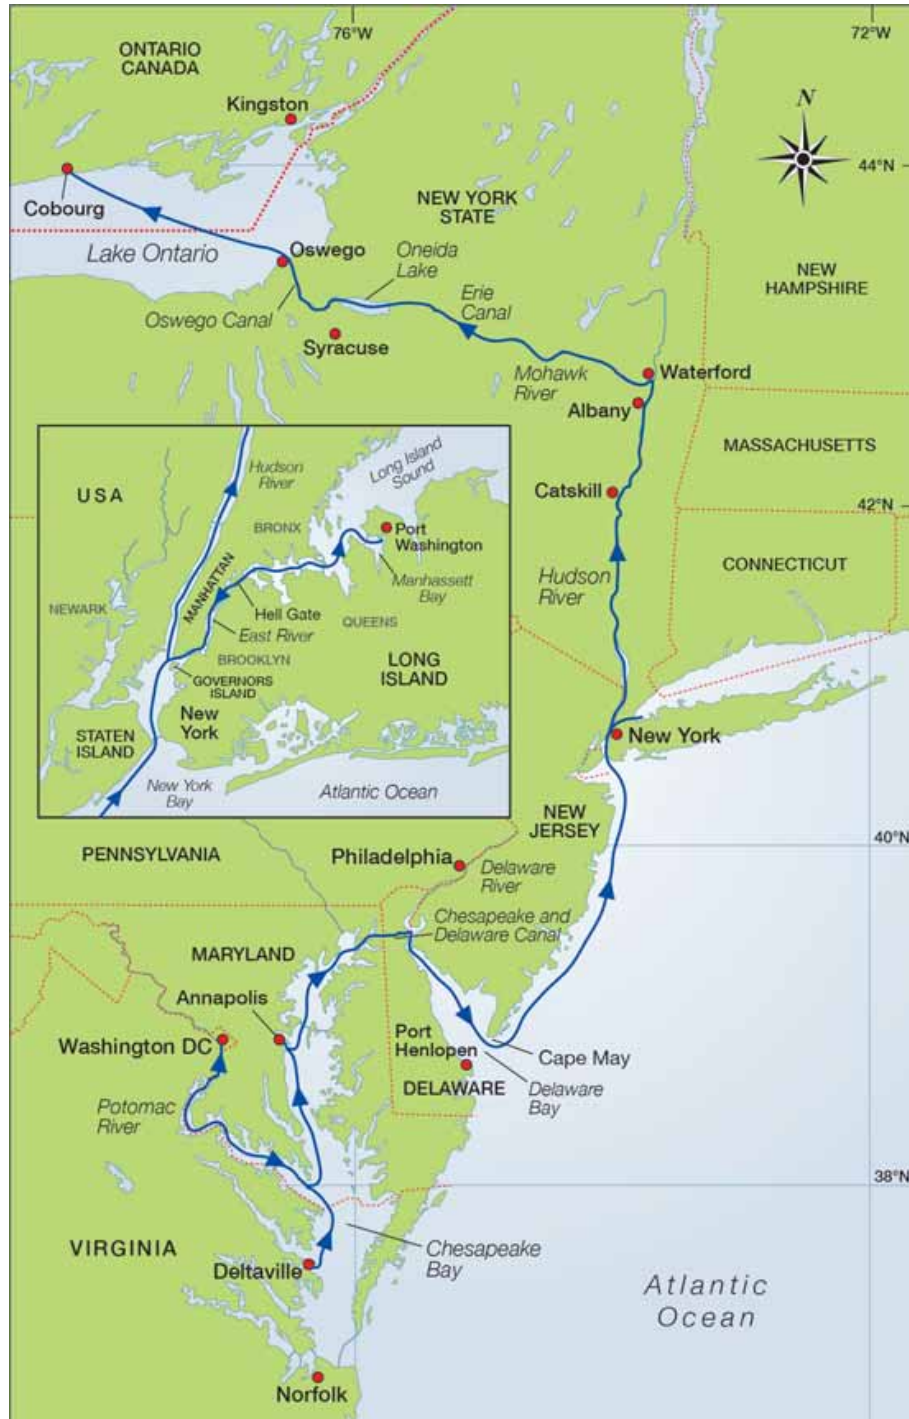 76°W
72°W
ONTARIO
CANADA
N
Kingston
44°N
Cobourg
NEW YORK
STATE
Lake Ontario
Oswego
Oneida
Lake
NEW
HAMPSHIRE
Erie
Canal
Oswego Canal
Syracuse
Mohawk
River
Waterford
Albany
MASSACHUSETTS
Catskill
42°N
CONNECTICUT
Hudson
River
USA
Hudson
River
Long Island
Sound
BRONX
Port
Washington
MANHATTAN
Manhassett
Bay
NEWARK
Hell Gate
East River
QUEENS
BROOKLYN
GOVERNORS
ISLAND
LONG
ISLAND
New
York
STATEN
ISLAND
New York
Bay
Atlantic Ocean
New York
NEW
JERSEY
40°N
PENNSYLVANIA
Philadelphia
Delaware
River
Chesapeake and
Delaware Canal
MARYLAND
Annapolis
Washington DC
Port
Henlopen
Cape May
DELAWARE
Delaware
Bay
Potomac
River
38°N
VIRGINIA
Chesapeake
Bay
Deltaville
Atlantic
Ocean
Norfolk